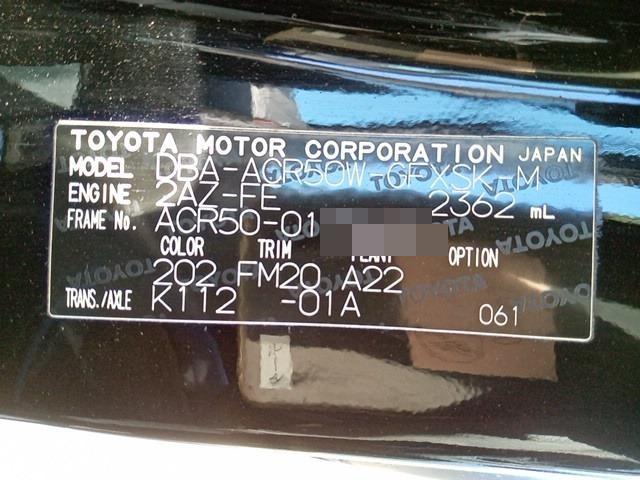 TOYOTA MOTOR CORPORATION JAPAN
MODEL DBA-ACR50W-GFXSK-M
ENGINE 2AZ-FE 2362 mL
FRAME No. ACR50-01
COLOR TRIM PLANT OPTION
202 FM20 A22
TRANS./AXLE K112 -01A 061